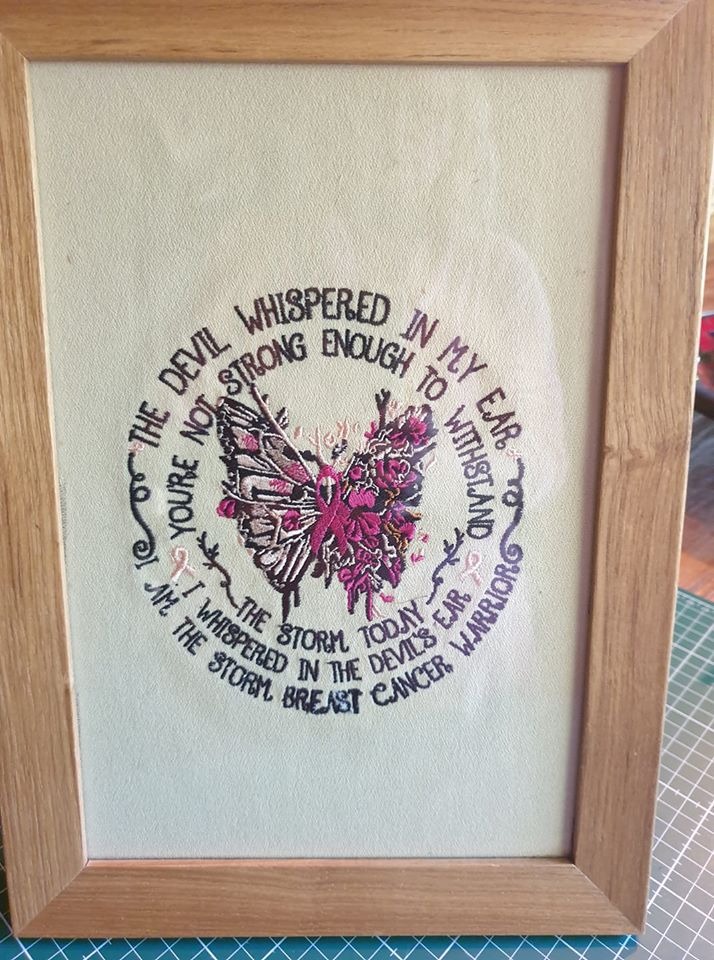 THE DEVIL WHISPERED IN MY EAR
YOU'RE NOT STRONG ENOUGH TO WITHSTAND
THE STORM. TODAY
I WHISPERED IN THE DEVIL'S EAR
I AM THE STORM. BREAST CANCER WARRIOR